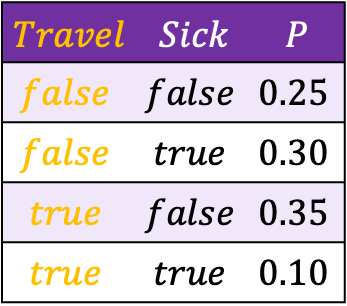 Travel Sick P
false false 0.25
false true 0.30
true false 0.35
true true 0.10